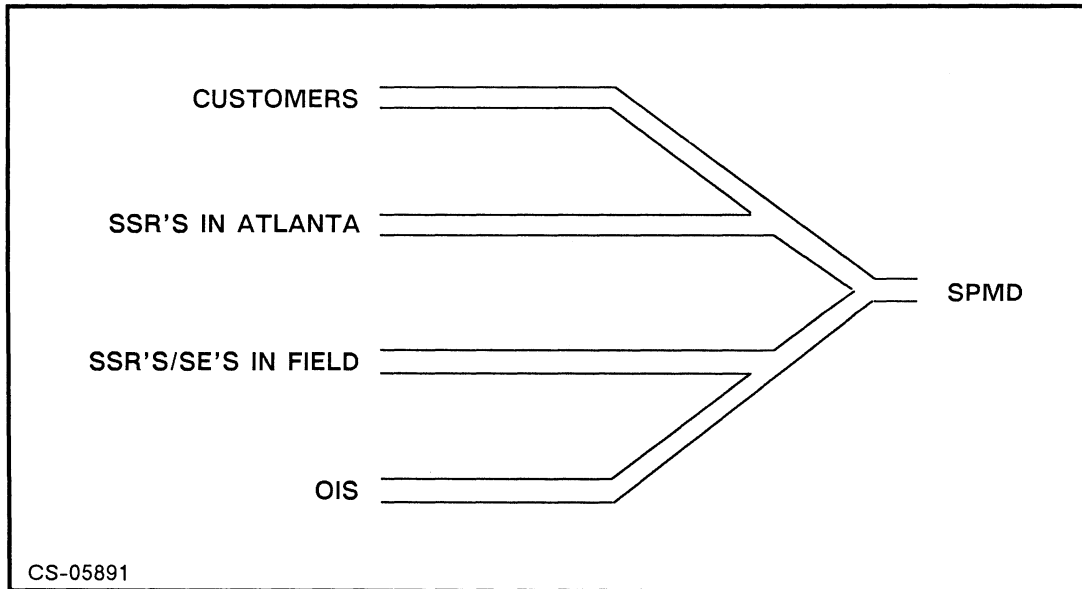 CUSTOMERS
SSR'S IN ATLANTA
SPMD
SSR'S/SE'S IN FIELD
OIS
CS-05891